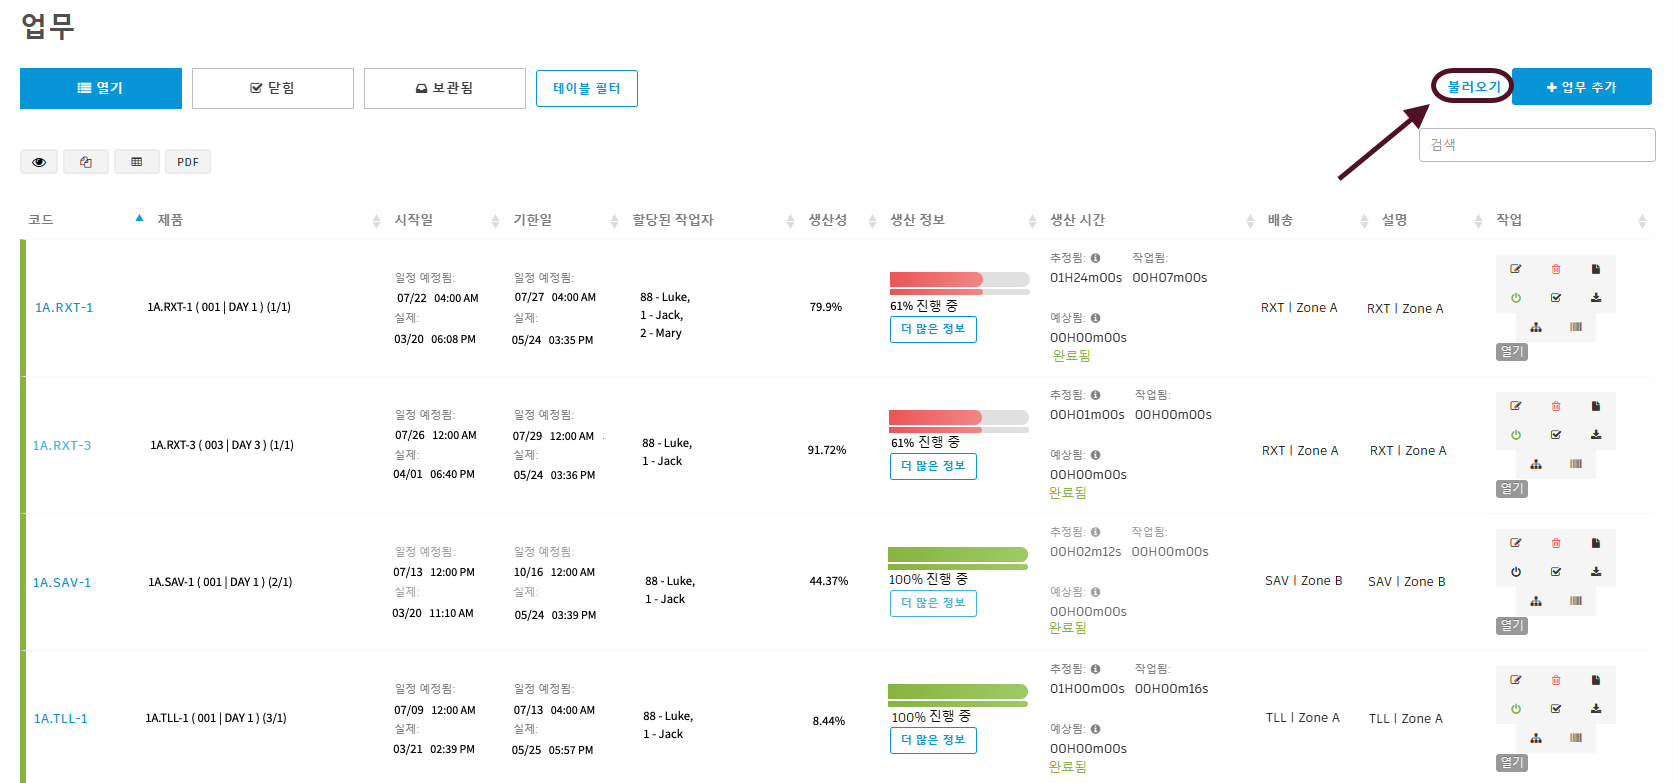 업무
열기
닫힘
보관됨
테이블 필터
불러오기
업무 추가
검색
PDF
코드 제품 시작일 기한일 할당된 작업자 생산성 생산 정보 생산 시간 배송 설명 작업
1A.RXT-1
1A.RXT-1 ( 001 | DAY 1 ) (1/1)
일정 예정됨:
07/22 04:00 AM
실제:
03/20 06:08 PM
일정 예정됨:
07/27 04:00 AM
실제:
05/24 03:35 PM
88 - Luke,
1 - Jack,
2 - Mary
79.9%
61% 진행 중
더 많은 정보
추정됨: 작업됨:
01H24m00s 00H07m00s
예상됨:
00H00m00s
완료됨
RXT | Zone A
RXT | Zone A
열기
1A.RXT-3
1A.RXT-3 ( 003 | DAY 3 ) (1/1)
일정 예정됨:
07/26 12:00 AM
실제:
04/01 06:40 PM
일정 예정됨:
07/29 12:00 AM
실제:
05/24 03:36 PM
88 - Luke,
1 - Jack
91.72%
61% 진행 중
더 많은 정보
추정됨: 작업됨:
00H01m00s 00H00m00s
예상됨:
00H00m00s
완료됨
RXT | Zone A
RXT | Zone A
열기
1A.SAV-1
1A.SAV-1 ( 001 | DAY 1 ) (2/1)
일정 예정됨:
07/13 12:00 PM
실제:
03/20 11:10 AM
일정 예정됨:
10/16 12:00 AM
실제:
05/24 03:39 PM
88 - Luke,
1 - Jack
44.37%
100% 진행 중
더 많은 정보
추정됨: 작업됨:
00H02m12s 00H00m00s
예상됨:
00H00m00s
완료됨
SAV | Zone B
SAV | Zone B
열기
1A.TLL-1
1A.TLL-1 ( 001 | DAY 1 ) (3/1)
일정 예정됨:
07/09 12:00 AM
실제:
03/21 02:39 PM
일정 예정됨:
07/13 04:00 AM
실제:
05/25 05:57 PM
88 - Luke,
1 - Jack
8.44%
100% 진행 중
더 많은 정보
추정됨: 작업됨:
01H00m00s 00H00m16s
예상됨:
00H00m00s
완료됨
TLL | Zone A
TLL | Zone A
열기